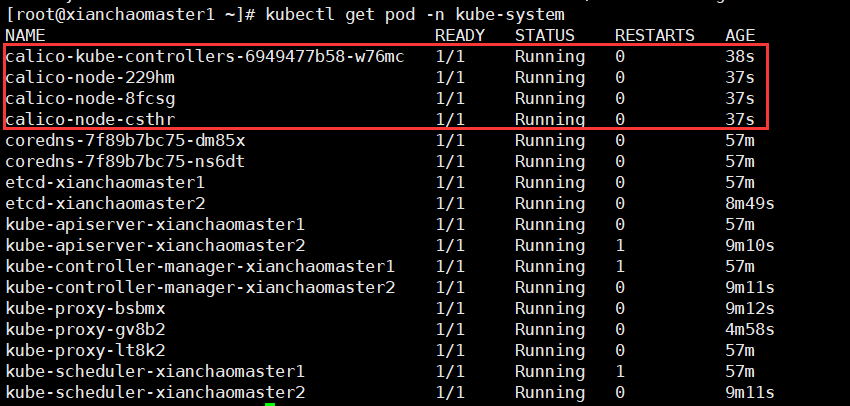 [root@xianchaomaster1 ~]# kubectl get pod -n kube-system
NAME READY STATUS RESTARTS AGE
calico-kube-controllers-6949477b58-w76mc 1/1 Running 0 38s
calico-node-229hm 1/1 Running 0 37s
calico-node-8fcsg 1/1 Running 0 37s
calico-node-csthr 1/1 Running 0 37s
coredns-7f89b7bc75-dm85x 1/1 Running 0 57m
coredns-7f89b7bc75-ns6dt 1/1 Running 0 57m
etcd-xianchaomaster1 1/1 Running 0 57m
etcd-xianchaomaster2 1/1 Running 0 8m49s
kube-apiserver-xianchaomaster1 1/1 Running 0 57m
kube-apiserver-xianchaomaster2 1/1 Running 1 9m10s
kube-controller-manager-xianchaomaster1 1/1 Running 1 57m
kube-controller-manager-xianchaomaster2 1/1 Running 0 9m11s
kube-proxy-bsbmx 1/1 Running 0 9m12s
kube-proxy-gv8b2 1/1 Running 0 4m58s
kube-proxy-lt8k2 1/1 Running 0 57m
kube-scheduler-xianchaomaster1 1/1 Running 1 57m
kube-scheduler-xianchaomaster2 1/1 Running 0 9m11s